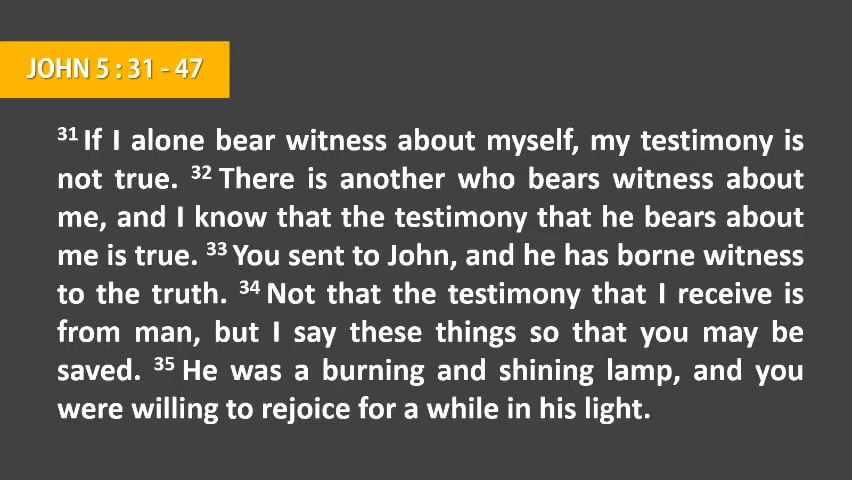 JOHN 5 : 31 - 47
31 If I alone bear witness about myself, my testimony is
not true. 32 There is another who bears witness about
me, and I know that the testimony that he bears about
me is true. 33 You sent to John, and he has borne witness
to the truth. 34 Not that the testimony that I receive is
from man, but I say these things so that you may be
saved. 35 He was a burning and shining lamp, and you
were willing to rejoice for a while in his light.